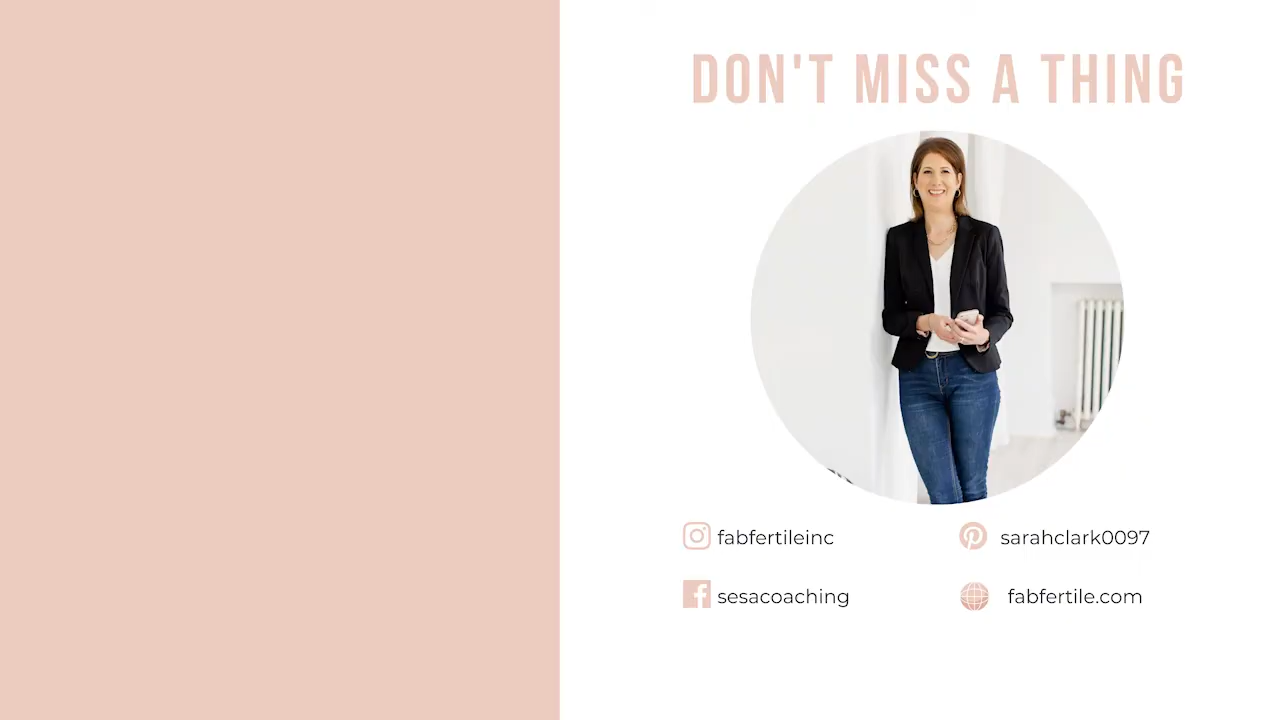 DON'T MISS A THING
fabfertileinc
sarahclark0097
sesacoaching
fabfertile.com